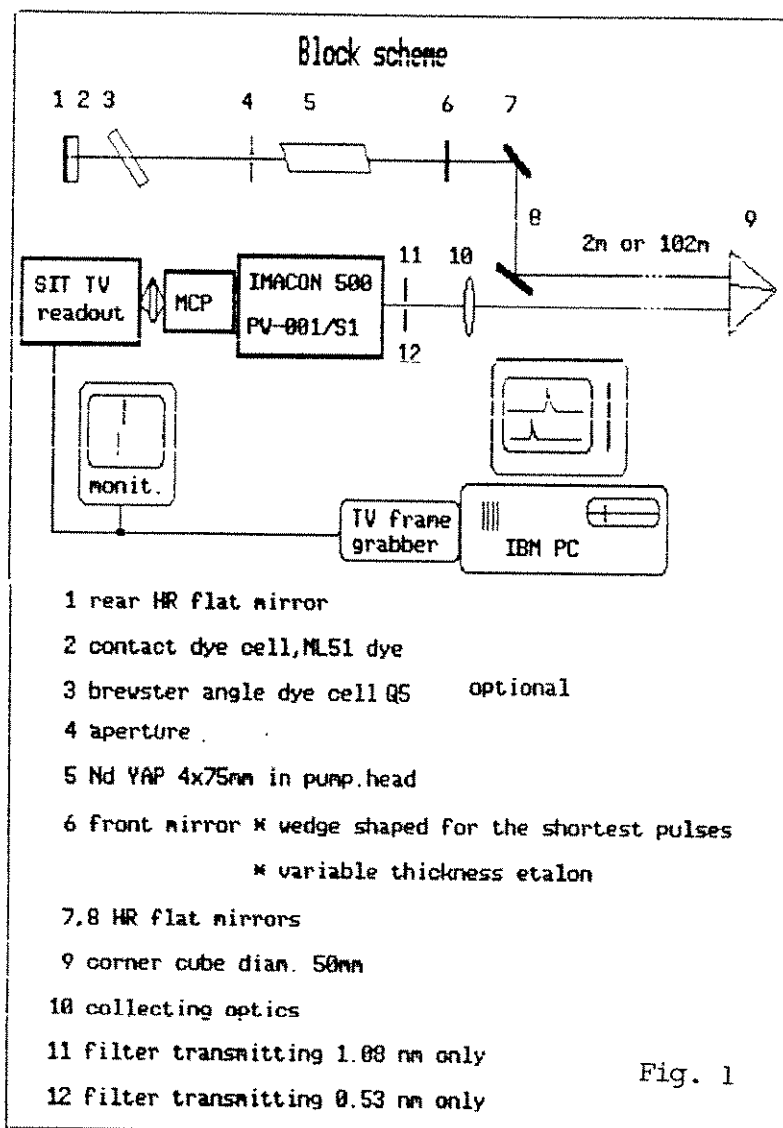 Block scheme
1 2 3 4 5 6 7
8 2m or 102m 9
SIT TV readout
MCP
IMACON 500
PV-001/S1
11 10
12
monit.
TV frame
grabber
IBM PC
1 rear HR flat mirror
2 contact dye cell,ML51 dye
3 brewster angle dye cell QS optional
4 aperture
5 Nd YAP 4x75mm in pump.head
6 front mirror * wedge shaped for the shortest pulses
* variable thickness etalon
7,8 HR flat mirrors
9 corner cube diam. 50mm
10 collecting optics
11 filter transmitting 1.08 nm only
12 filter transmitting 0.53 nm only
Fig. 1